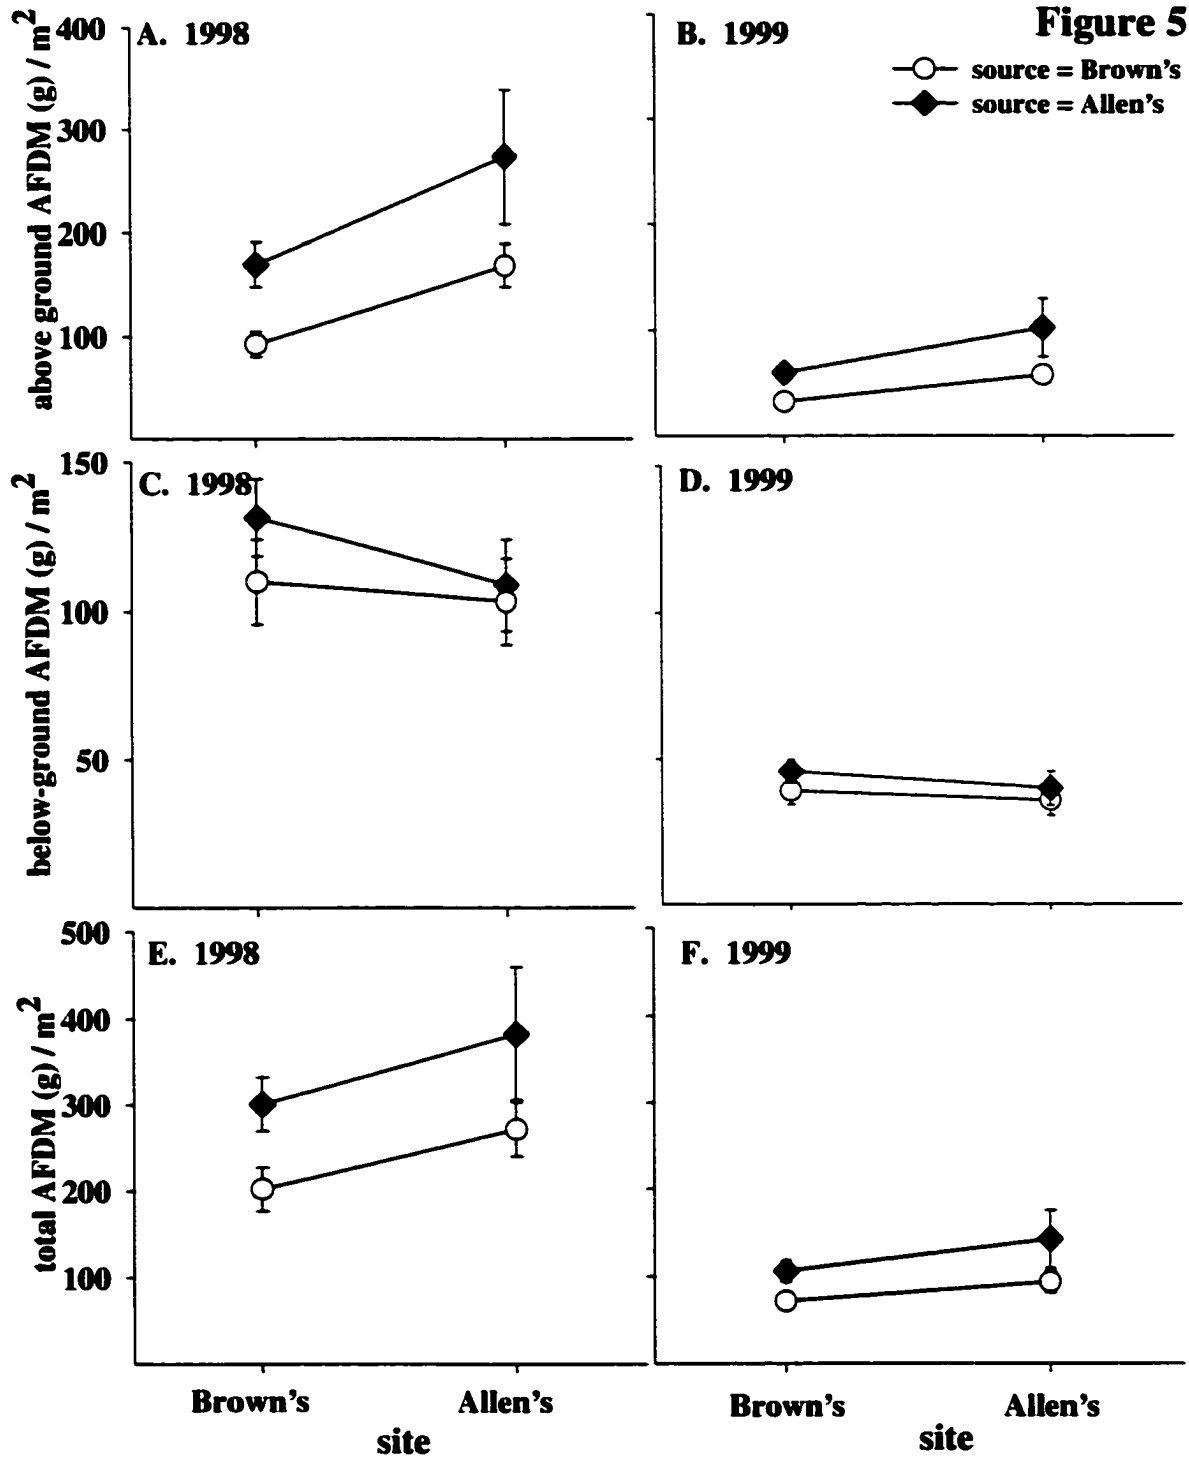 Figure 5
source = Brown's
source = Allen's
above ground AFDM (g) / m2
400
300
200
100
A. 1998
B. 1999
below-ground AFDM (g) / m2
150
100
50
C. 1998
D. 1999
total AFDM (g) / m2
500
400
300
200
100
E. 1998
F. 1999
Brown's Allen's
site
Brown's Allen's
site